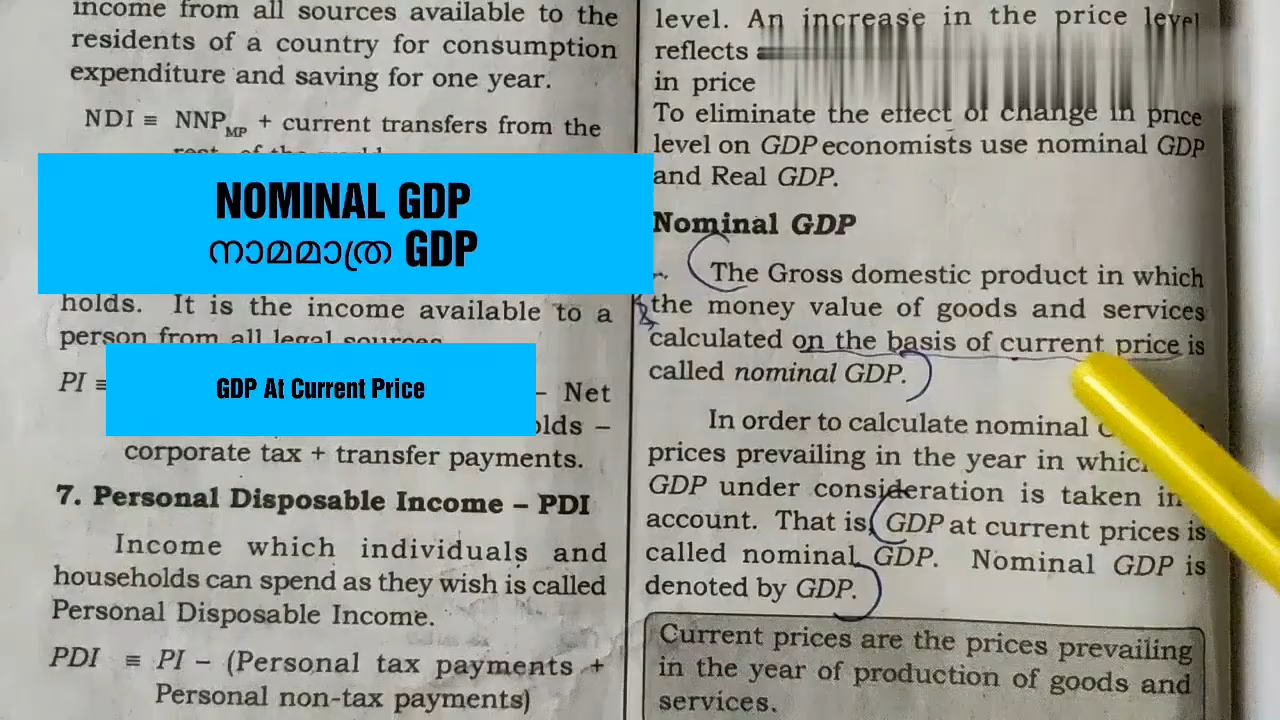 income from all sources available to the
residents of a country for consumption
expenditure and saving for one year.
NDI ≡ NNP MP + current transfers from the
NOMINAL GDP
നാമമാത്ര GDP
holds. It is the income available to a
person from all legal sources
PI ≡
GDP At Current Price
– Net
olds –
corporate tax + transfer payments.
7. Personal Disposable Income – PDI
Income which individuals and
households can spend as they wish is called
Personal Disposable Income.
PDI ≡ PI – (Personal tax payments +
Personal non-tax payments)
level. An increase in the price level
reflects
in price
To eliminate the effect of change in price
level on GDP economists use nominal GDP
and Real GDP.
Nominal GDP
The Gross domestic product in which
the money value of goods and services
calculated on the basis of current price is
called nominal GDP.
In order to calculate nominal
prices prevailing in the year in which
GDP under consideration is taken in
account. That is, GDP at current prices is
called nominal GDP. Nominal GDP is
denoted by GDP.
Current prices are the prices prevailing
in the year of production of goods and
services.